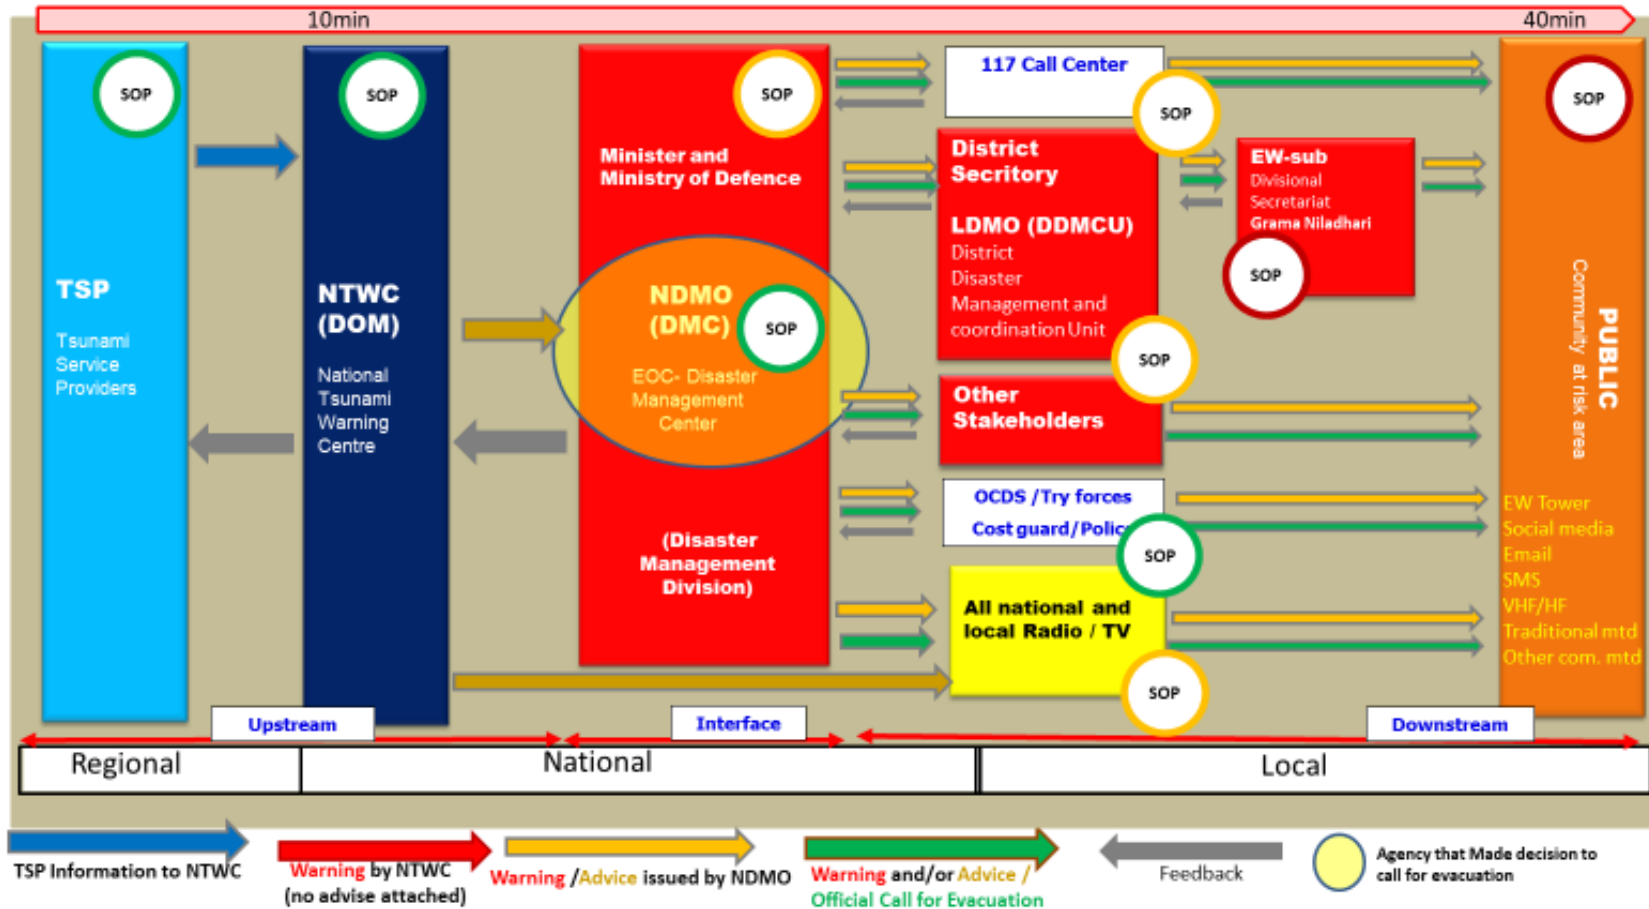 10min
40min
SOP
TSP
Tsunami
Service
Providers
SOP
NTWC
(DOM)
National
Tsunami
Warning
Centre
SOP
Minister and
Ministry of Defence
NDMO
(DMC)
SOP
EOC- Disaster
Management
Center
(Disaster
Management
Division)
117 Call Center
SOP
District
Secritory
LDMO (DDMCU)
District
Disaster
Management and
coordination Unit
SOP
EW-sub
Divisional
Secretariat
Grama Niladhari
SOP
Other
Stakeholders
OCDS /Try forces
Cost guard/Police
SOP
All national and
local Radio / TV
SOP
SOP
PUBLIC
Community at risk area
EW Tower
Social media
Email
SMS
VHF/HF
Traditional mtd
Other com. mtd
Upstream
Interface
Downstream
Regional
National
Local
TSP Information to NTWC
Warning by NTWC
(no advise attached)
Warning /Advice issued by NDMO
Warning and/or Advice /
Official Call for Evacuation
Feedback
Agency that Made decision to
call for evacuation